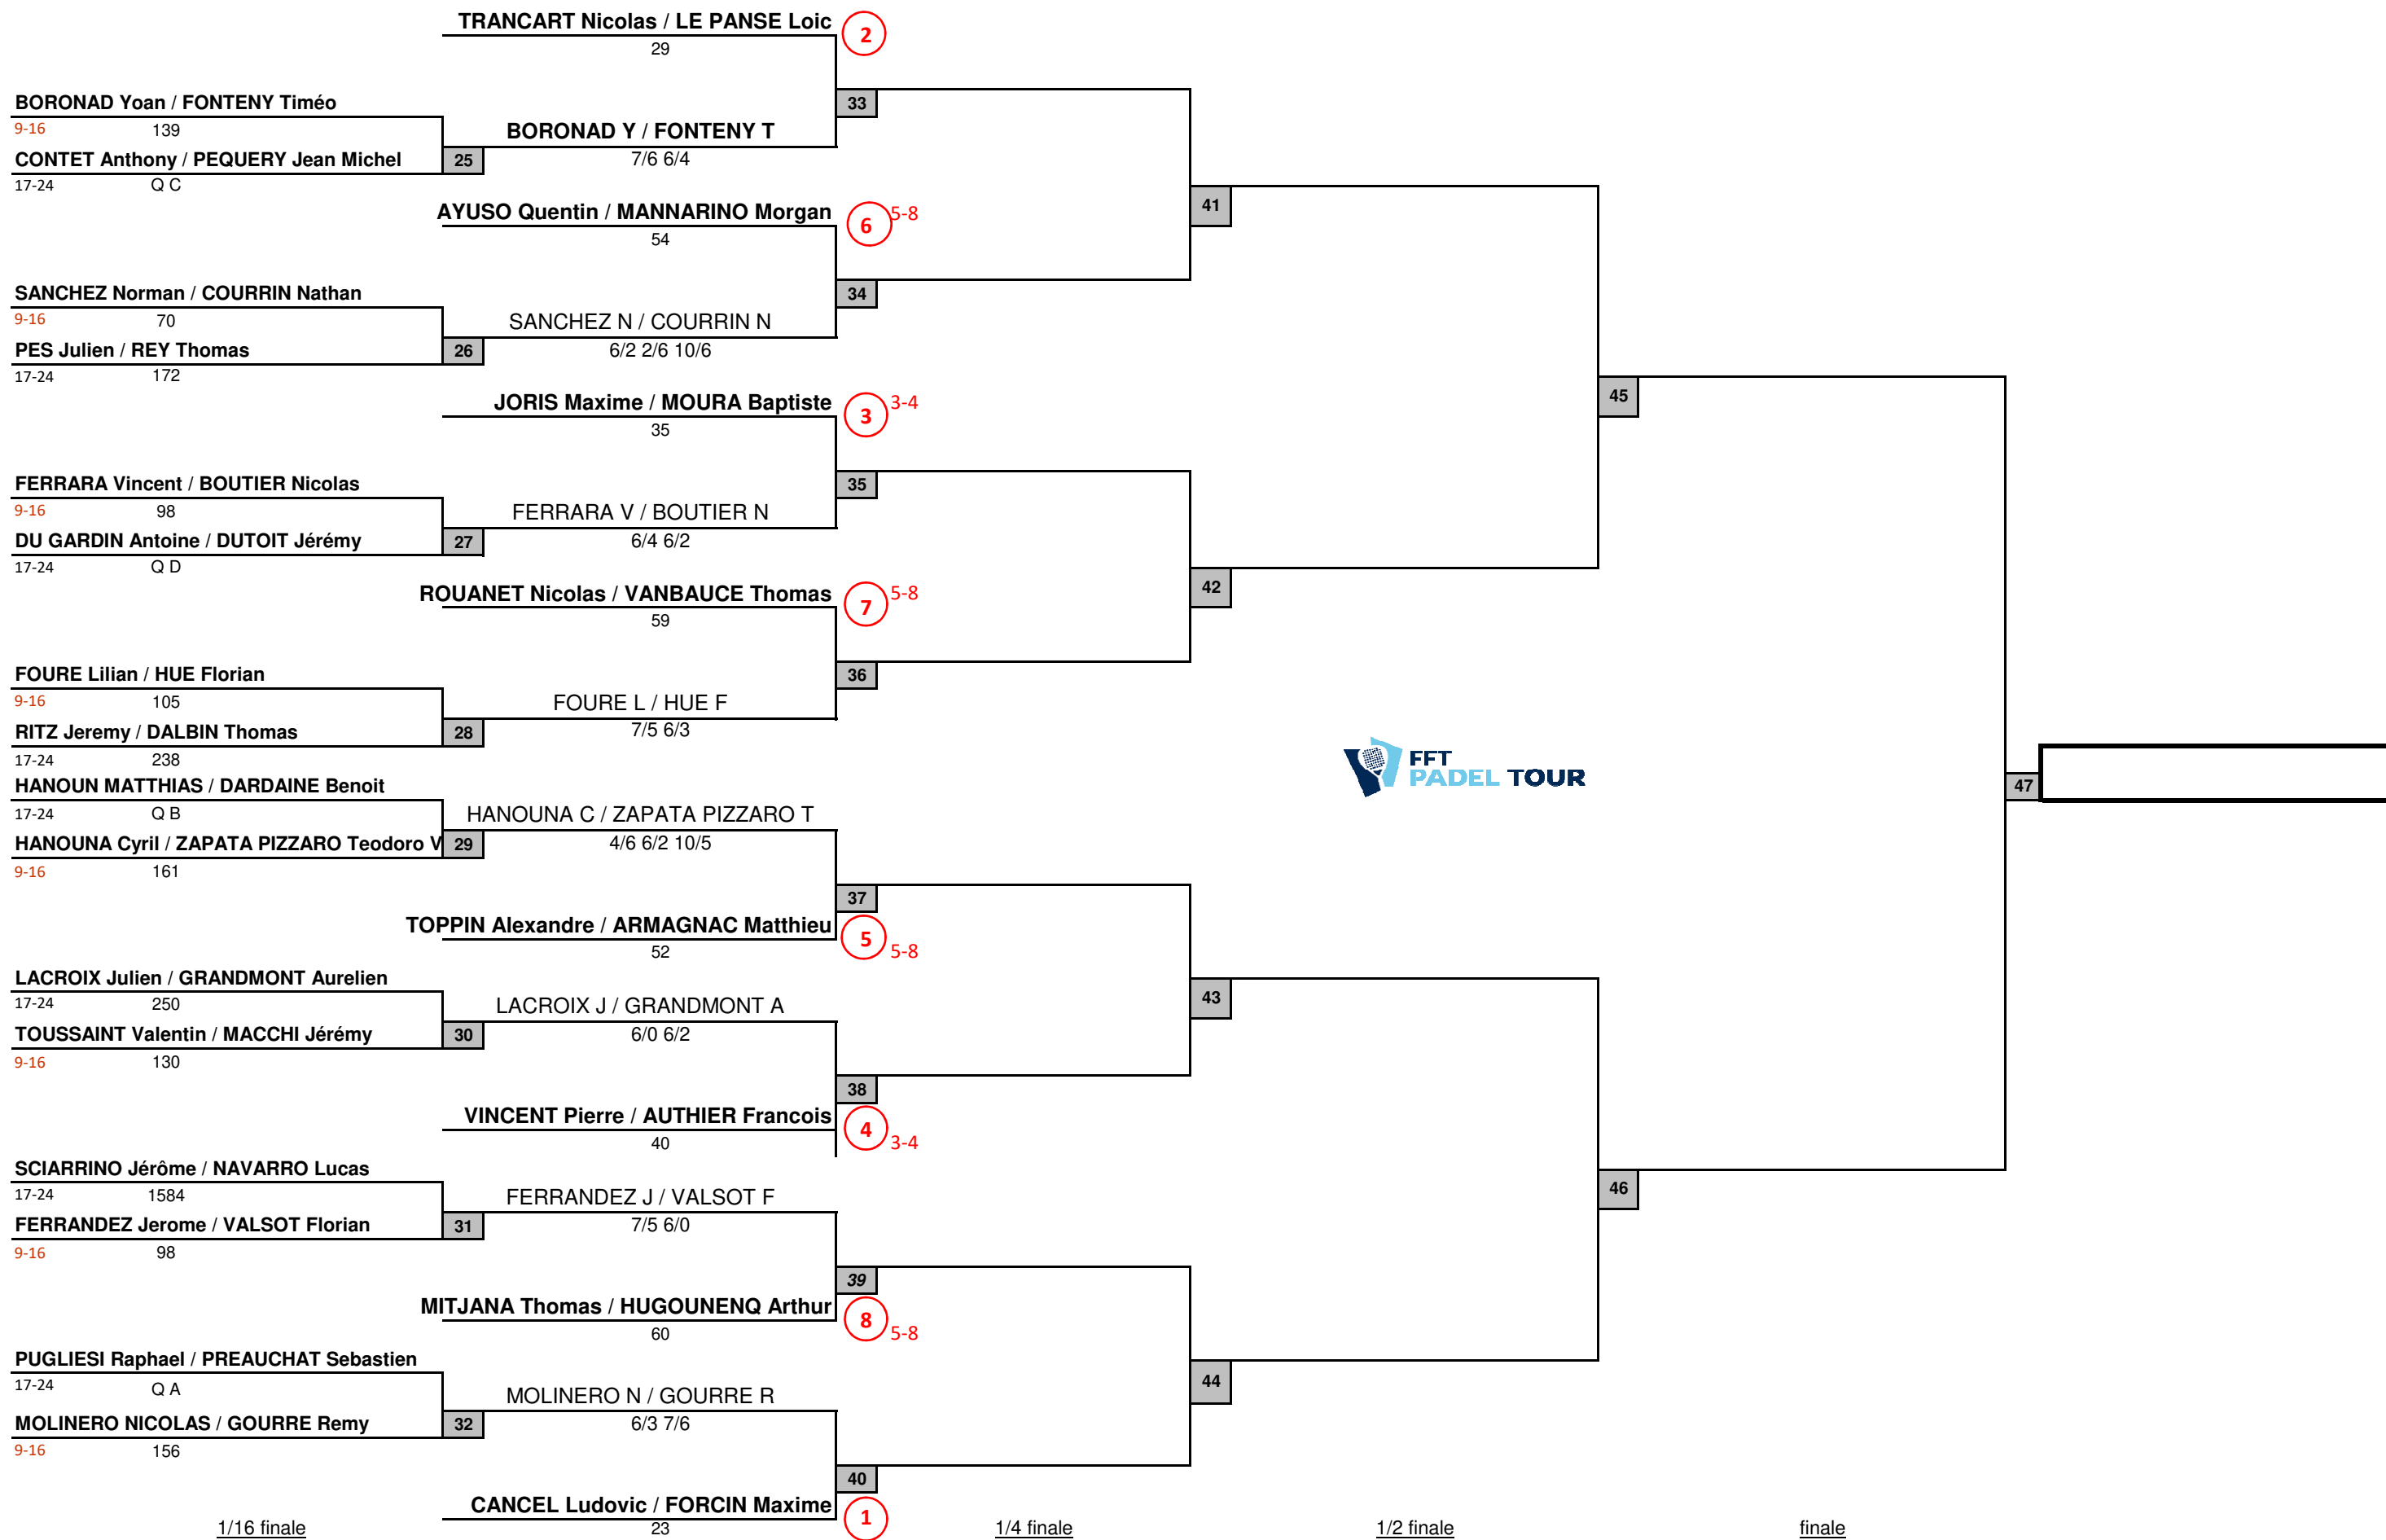 TRANCART Nicolas / LE PANSE Loic
2
29
BORONAD Yoan / FONTENY Timéo
33
9-16 139
BORONAD Y / FONTENY T
CONTET Anthony / PEQUERY Jean Michel
25
7/6 6/4
17-24 Q C
AYUSO Quentin / MANNARINO Morgan
6
5-8
41
54
SANCHEZ Norman / COURRIN Nathan
34
9-16 70
SANCHEZ N / COURRIN N
PES Julien / REY Thomas
26
6/2 2/6 10/6
17-24 172
JORIS Maxime / MOURA Baptiste
3
3-4
45
35
FERRARA Vincent / BOUTIER Nicolas
35
9-16 98
FERRARA V / BOUTIER N
DU GARDIN Antoine / DUTOIT Jérémy
27
6/4 6/2
17-24 Q D
ROUANET Nicolas / VANBAUCE Thomas
7
5-8
42
59
FOURE Lilian / HUE Florian
36
9-16 105
FOURE L / HUE F
RITZ Jeremy / DALBIN Thomas
28
7/5 6/3
17-24 238
FFT
PADEL TOUR
HANOUN MATTHIAS / DARDAINE Benoit
47
17-24 Q B
HANOUNA C / ZAPATA PIZZARO T
HANOUNA Cyril / ZAPATA PIZZARO Teodoro V
29
4/6 6/2 10/5
9-16 161
37
TOPPIN Alexandre / ARMAGNAC Matthieu
5
5-8
52
LACROIX Julien / GRANDMONT Aurelien
17-24 250
LACROIX J / GRANDMONT A
43
TOUSSAINT Valentin / MACCHI Jérémy
30
6/0 6/2
9-16 130
38
VINCENT Pierre / AUTHIER Francois
4
3-4
40
SCIARRINO Jérôme / NAVARRO Lucas
17-24 1584
FERRANDEZ J / VALSOT F
46
FERRANDEZ Jerome / VALSOT Florian
31
7/5 6/0
9-16 98
39
MITJANA Thomas / HUGOUNENQ Arthur
8
5-8
60
PUGLIESI Raphael / PREAUCHAT Sebastien
17-24 Q A
MOLINERO N / GOURRE R
44
MOLINERO NICOLAS / GOURRE Remy
32
6/3 7/6
9-16 156
40
CANCEL Ludovic / FORCIN Maxime
1
23
1/16 finale
1/4 finale
1/2 finale
finale